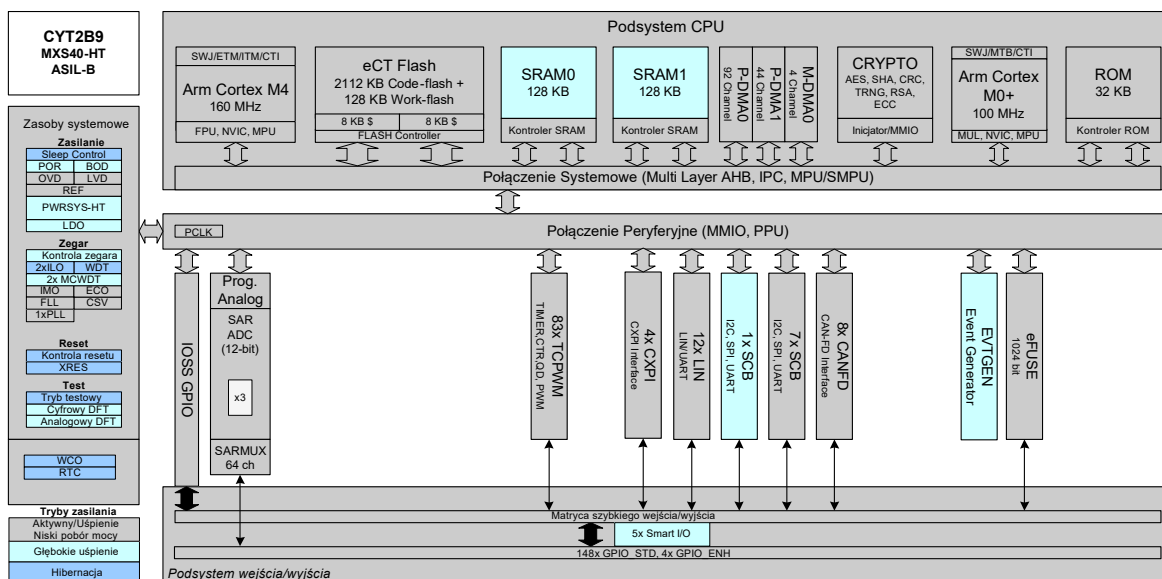 CYT2B9
MXS40-HT
ASIL-B
Zasoby systemowe
Zasilanie
Sleep Control
POR BOD
OVD LVD
REF
PWRSYS-HT
LDO
Zegar
Kontrola zegara
2xILO WDT
2x MCWDT
IMO ECO
FLL CSV
1xPLL
Reset
Kontrola resetu
XRES
Test
Tryb testowy
Cyfrowy DFT
Analogowy DFT
WCO
RTC
Tryby zasilania
Aktywny/Uśpienie
Niski pobór mocy
Głębokie uśpienie
Hibernacja
Podsystem CPU
SWJ/ETM/ITM/CTI
Arm Cortex M4
160 MHz
FPU, NVIC, MPU
eCT Flash
2112 KB Code-flash +
128 KB Work-flash
8 KB $ 8 KB $
FLASH Controller
SRAM0
128 KB
Kontroler SRAM
SRAM1
128 KB
Kontroler SRAM
P-DMA0
92 Channel
P-DMA1
44 Channel
M-DMA0
4 Channel
CRYPTO
AES, SHA, CRC,
TRNG, RSA,
ECC
Inicjator/MMIO
SWJ/MTB/CTI
Arm Cortex
M0+
100 MHz
MUL, NVIC, MPU
ROM
32 KB
Kontroler ROM
Połączenie Systemowe (Multi Layer AHB, IPC, MPU/SMPU)
PCLK
Połączenie Peryferyjne (MMIO, PPU)
IOSS GPIO
Prog.
Analog
SAR
ADC
(12-bit)
x3
SARMUX
64 ch
83x TCPWM
TIMER,CTR,QD, PWM
4x CXPI
CXPI Interface
12x LIN
LIN/UART
1x SCB
I2C, SPI, UART
7x SCB
I2C, SPI, UART
8x CANFD
CAN-FD Interface
EVTGEN
Event Generator
eFUSE
1024 bit
Matryca szybkiego wejścia/wyjścia
5x Smart I/O
148x GPIO_STD, 4x GPIO_ENH
Podsystem wejścia/wyjścia